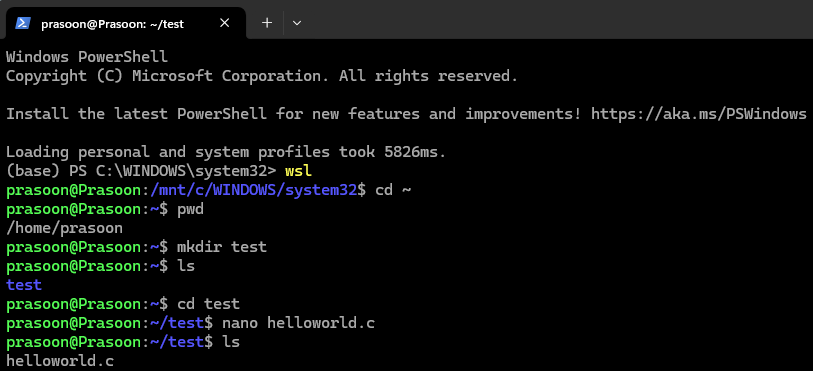 prasoon@Prasoon: ~/test
Windows PowerShell
Copyright (C) Microsoft Corporation. All rights reserved.
Install the latest PowerShell for new features and improvements! https://aka.ms/PSWindows
Loading personal and system profiles took 5826ms.
(base) PS C:\WINDOWS\system32> wsl
prasoon@Prasoon:/mnt/c/WINDOWS/system32$ cd ~
prasoon@Prasoon:~$ pwd
/home/prasoon
prasoon@Prasoon:~$ mkdir test
prasoon@Prasoon:~$ ls
test
prasoon@Prasoon:~$ cd test
prasoon@Prasoon:~/test$ nano helloworld.c
prasoon@Prasoon:~/test$ ls
helloworld.c